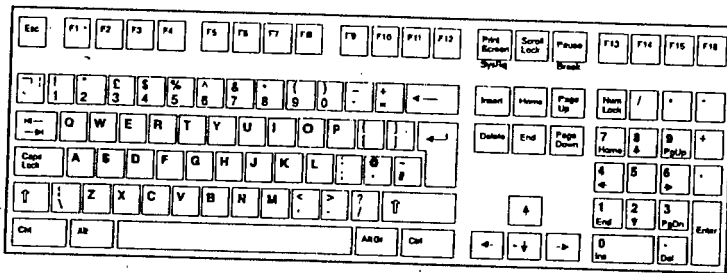 Esc F1 F2 F3 F4 F5 F6 F7 F8 F9 F10 F11 F12 Print Screen Scroll Lock Pause F13 F14 F15 F16
SysRq Break
¬ ! " £ $ % ^ & * ( ) _ +
1 2 3 4 5 6 7 8 9 0 - =
Insert Home Page Up Num Lock / * -
Q W E R T Y U I O P { }
[ ]
Delete End Page Down 7 Home 8 9 PgUp +
Caps Lock A S D F G H J K L : @ ~
; ' #
4 5 6
\ Z X C V B N M < > ?
, . /
1 End 2 3 PgDn Enter
Ctrl Alt Alt Gr Ctrl
0 Ins . Del